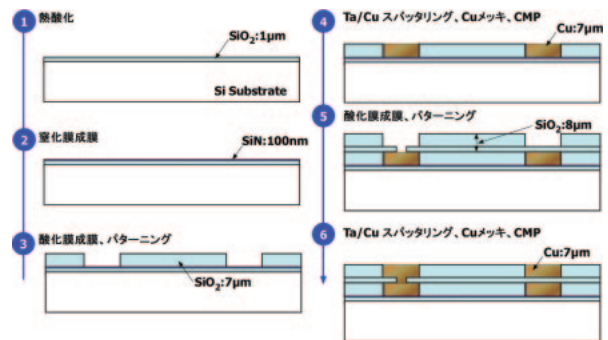 1 熱酸化
SiO₂:1μm
Si Substrate
2 窒化膜成膜
SiN:100nm
3 酸化膜成膜、パターニング
SiO₂:7μm
4 Ta/Cu スパッタリング、Cuメッキ、CMP
Cu:7μm
5 酸化膜成膜、パターニング
SiO₂:8μm
6 Ta/Cu スパッタリング、Cuメッキ、CMP
Cu:7μm